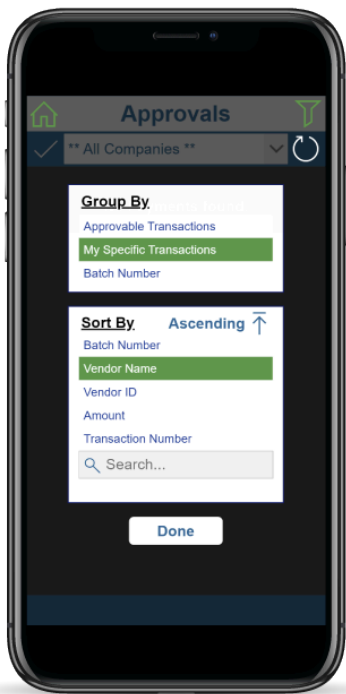 Approvals
** All Companies **
Group By
Approvable Transactions
My Specific Transactions
Batch Number
Sort By Ascending
Batch Number
Vendor Name
Vendor ID
Amount
Transaction Number
Search...
Done